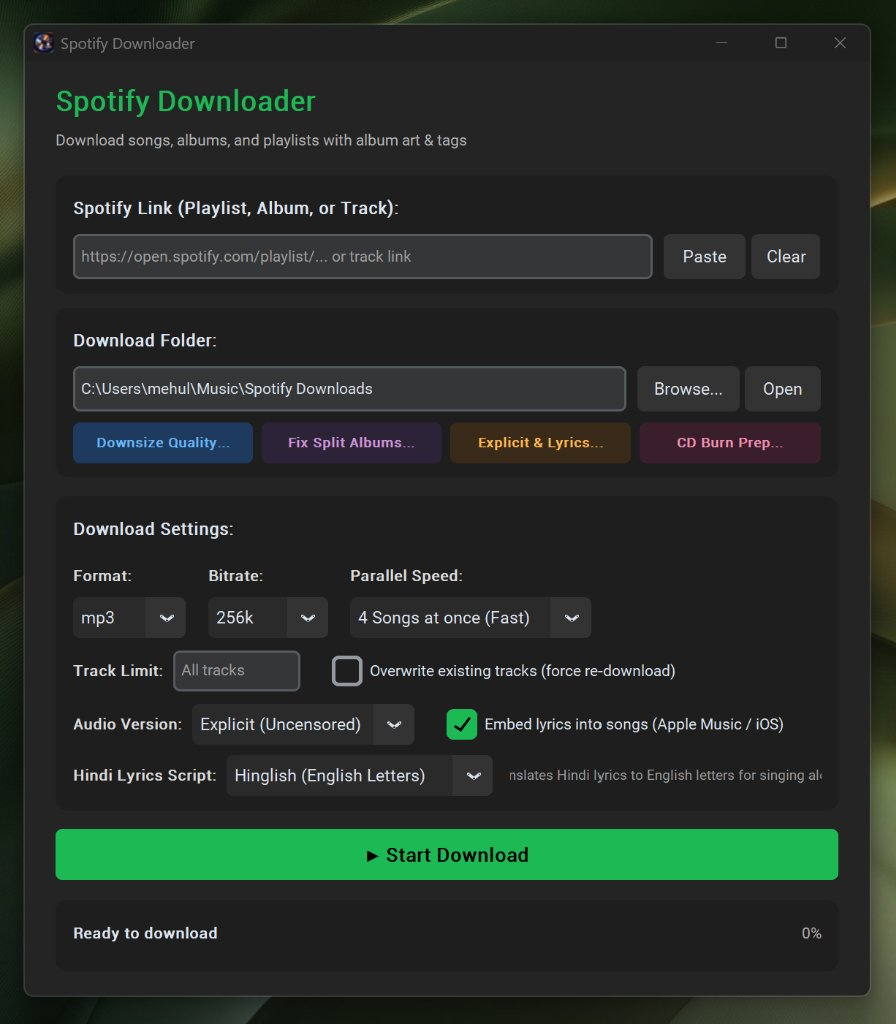 Spotify Downloader
Spotify Downloader
Download songs, albums, and playlists with album art & tags
Spotify Link (Playlist, Album, or Track):
https://open.spotify.com/playlist/... or track link
Paste
Clear
Download Folder:
C:\Users\mehul\Music\Spotify Downloads
Browse...
Open
Downsize Quality...
Fix Split Albums...
Explicit & Lyrics...
CD Burn Prep...
Download Settings:
Format:
Bitrate:
Parallel Speed:
mp3
256k
4 Songs at once (Fast)
Track Limit:
All tracks
Overwrite existing tracks (force re-download)
Audio Version:
Explicit (Uncensored)
Embed lyrics into songs (Apple Music / iOS)
Hindi Lyrics Script:
Hinglish (English Letters)
nslates Hindi lyrics to English letters for singing al
► Start Download
Ready to download
0%